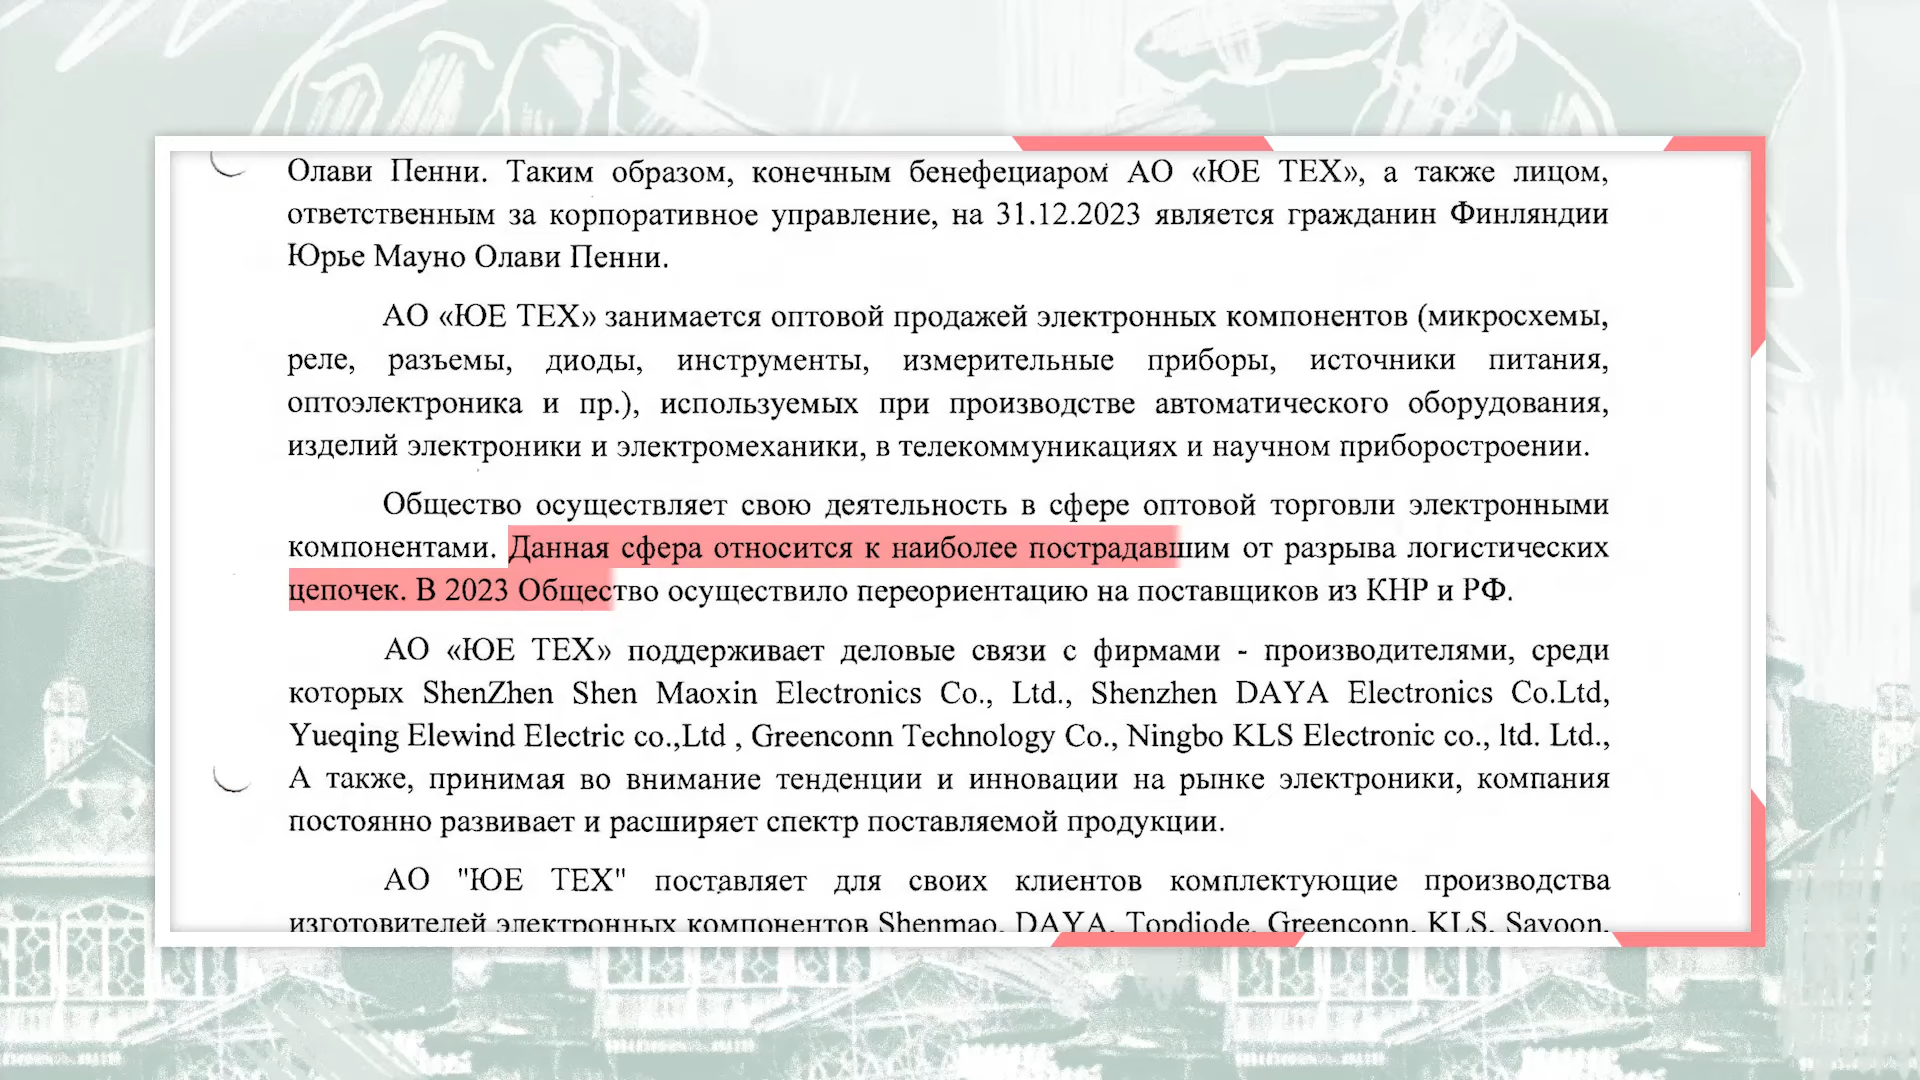 Олави Пенни. Таким образом, конечным бенефециаром АО «ЮЕ ТЕХ», а также лицом,
ответственным за корпоративное управление, на 31.12.2023 является гражданин Финляндии
Юрье Мауно Олави Пенни.
АО «ЮЕ ТЕХ» занимается оптовой продажей электронных компонентов (микросхемы,
реле, разъемы, диоды, инструменты, измерительные приборы, источники питания,
оптоэлектроника и пр.), используемых при производстве автоматического оборудования,
изделий электроники и электромеханики, в телекоммуникациях и научном приборостроении.
Общество осуществляет свою деятельность в сфере оптовой торговли электронными
компонентами. Данная сфера относится к наиболее пострадавшим от разрыва логистических
цепочек. В 2023 Общество осуществило переориентацию на поставщиков из КНР и РФ.
АО «ЮЕ ТЕХ» поддерживает деловые связи с фирмами - производителями, среди
которых ShenZhen Shen Maoxin Electronics Co., Ltd., Shenzhen DAYA Electronics Co.Ltd,
Yueqing Elewind Electric co.,Ltd , Greenconn Technology Co., Ningbo KLS Electronic co., ltd. Ltd.,
А также, принимая во внимание тенденции и инновации на рынке электроники, компания
постоянно развивает и расширяет спектр поставляемой продукции.
АО "ЮЕ ТЕХ" поставляет для своих клиентов комплектующие производства
изготовителей электронных компонентов Shenmao, DAYA, Topdiode, Greenconn, KLS, Savoon,